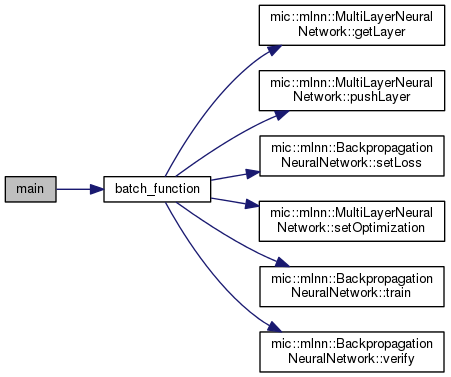 mic::mlnn::MultiLayerNeural
Network::getLayer
mic::mlnn::MultiLayerNeural
Network::pushLayer
mic::mlnn::Backpropagation
NeuralNetwork::setLoss
main
batch_function
mic::mlnn::MultiLayerNeural
Network::setOptimization
mic::mlnn::Backpropagation
NeuralNetwork::train
mic::mlnn::Backpropagation
NeuralNetwork::verify